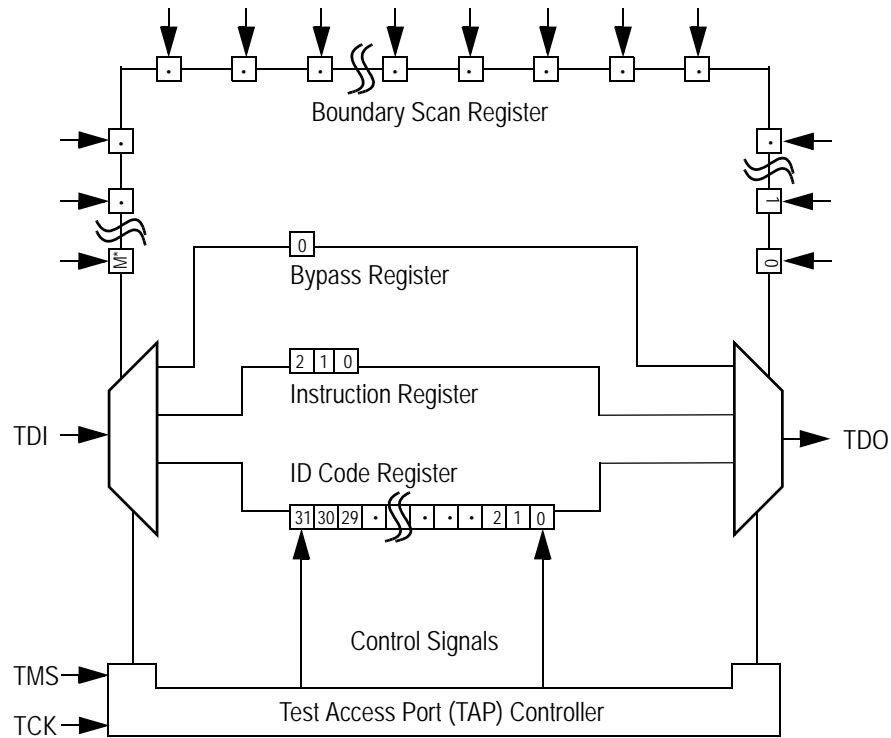 Boundary Scan Register
1
M*
0
0
Bypass Register
2 1 0
Instruction Register
TDI
TDO
ID Code Register
31 30 29 . . . . . 2 1 0
Control Signals
TMS
Test Access Port (TAP) Controller
TCK